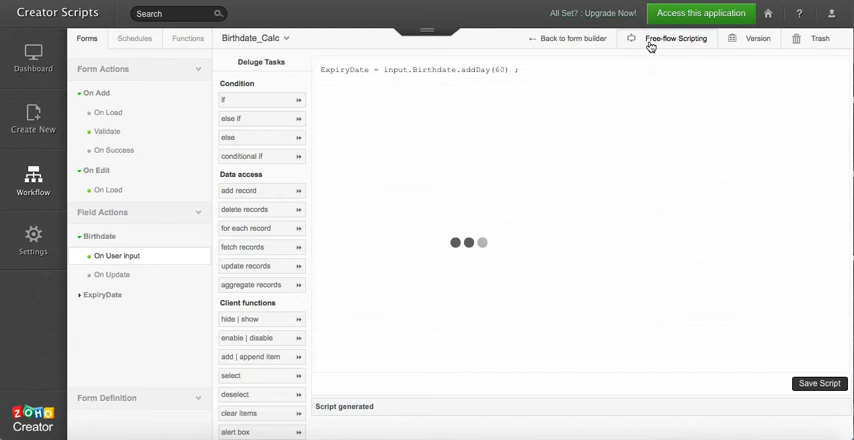 Creator Scripts
Search
All Set? : Upgrade Now!
Access this application
?
Forms
Schedules
Functions
Birthdate_Calc
← Back to form builder
Free-flow Scripting
Version
Trash
Dashboard
Create New
Workflow
Settings
ZOHO
Creator
Form Actions
On Add
On Load
Validate
On Success
On Edit
On Load
Field Actions
Birthdate
On User input
On Update
ExpiryDate
Form Definition
Deluge Tasks
Condition
if
else if
else
conditional if
Data access
add record
delete records
for each record
fetch records
update records
aggregate records
Client functions
hide | show
enable | disable
add | append item
select
deselect
clear items
alert box
ExpiryDate = input.Birthdate.addDay(60) ;
Save Script
Script generated